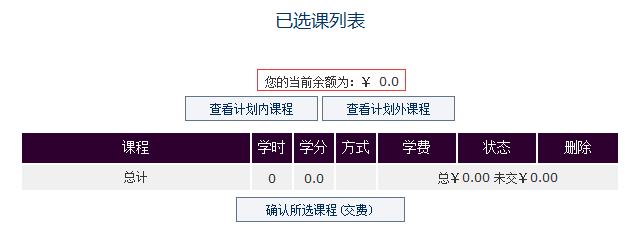 已选课列表
您的当前余额为：￥ 0.0
查看计划内课程 查看计划外课程
课程 学时 学分 方式 学费 状态 删除
总计 0 0.0 总￥0.00 未交￥0.00
确认所选课程(交费)